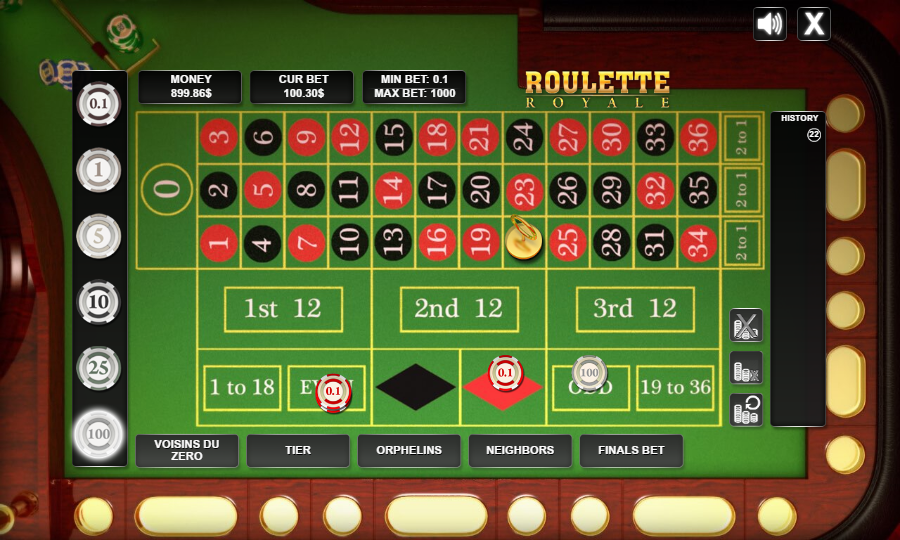 MONEY
899.86$
CUR BET
100.30$
MIN BET: 0.1
MAX BET: 1000
ROULETTE
ROYALE
HISTORY
22
0.1
1
5
10
25
100
0
3 6 9 12 15 18 21 24 27 30 33 36 2 to 1
2 5 8 11 14 17 20 23 26 29 32 35 2 to 1
1 4 7 10 13 16 19 25 28 31 34 2 to 1
1st 12 2nd 12 3rd 12
1 to 18 0.1 0.1 100 19 to 36
VOISINS DU
ZERO
TIER
ORPHELINS
NEIGHBORS
FINALS BET